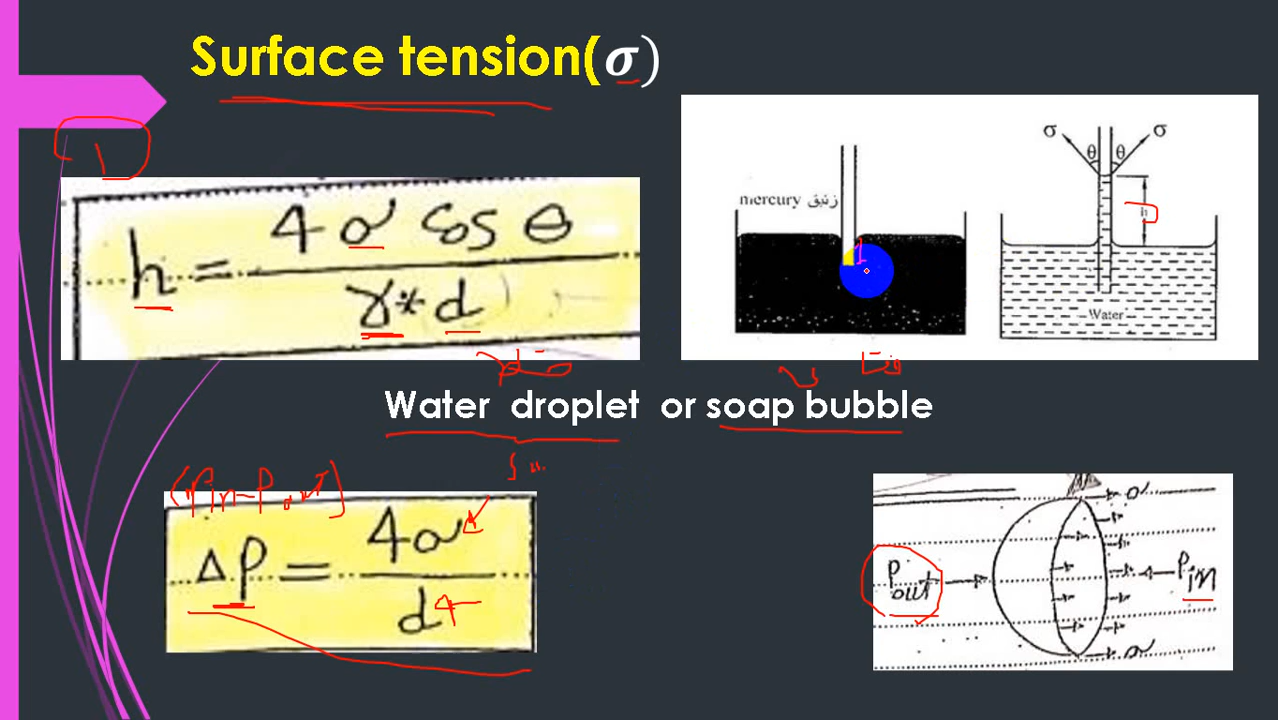 Surface tension(σ)
h = 4σ cos θ
γ * d
mercury زئبق
σ σ
θ θ
h
Water
Water droplet or soap bubble
(Pin-Pout)
ΔP = 4σ
d
σ
Pout
Pin
σ